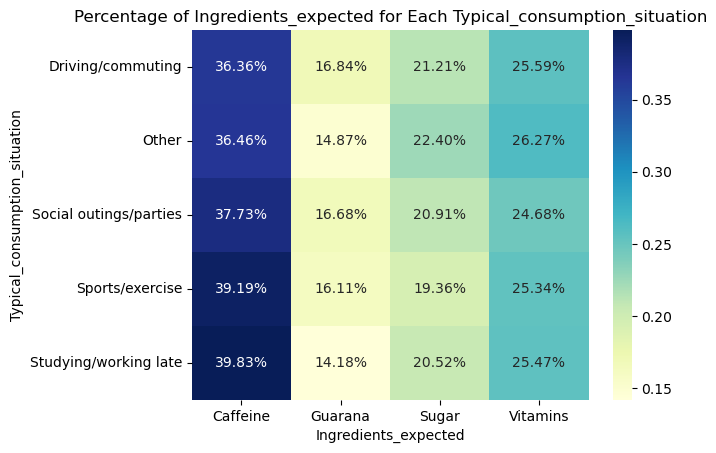 Percentage of Ingredients_expected for Each Typical_consumption_situation
Typical_consumption_situation
Driving/commuting 36.36% 16.84% 21.21% 25.59%
Other 36.46% 14.87% 22.40% 26.27%
Social outings/parties 37.73% 16.68% 20.91% 24.68%
Sports/exercise 39.19% 16.11% 19.36% 25.34%
Studying/working late 39.83% 14.18% 20.52% 25.47%
Caffeine Guarana Sugar Vitamins
Ingredients_expected
0.35
0.30
0.25
0.20
0.15